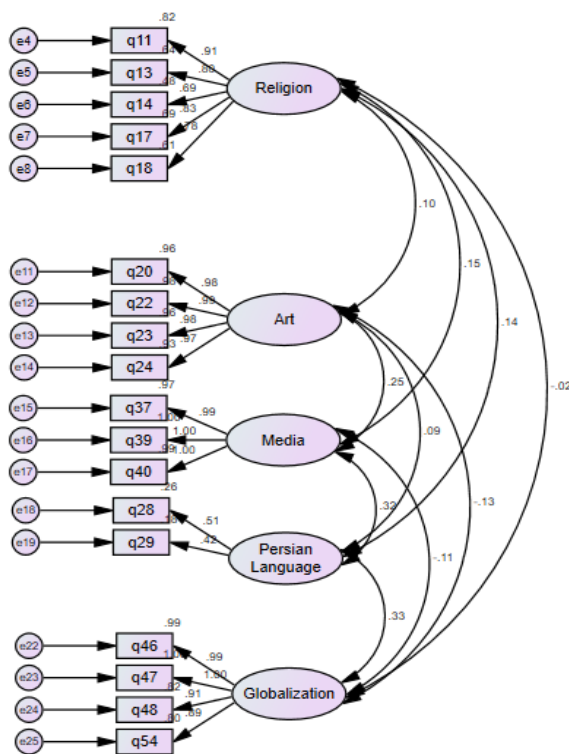 .82
e4 q11 .91
.64
e5 q13 .80
.48
Religion
e6 q14 .69
.69 .83
e7 q17 .78
.61
e8 q18
.10
.15
.14
.96
e11 q20 .98
.98
e12 q22 .99
.96
Art
e13 q23 .98
.97
.93
e14 q24
.25
-.02
.97
e15 q37 .99
1.00
e16 q39 1.00
Media
.09
.99 1.00
e17 q40
.26
.32
-.13
e18 q28 .51
.18
e19 q29 .42
Persian
Language
-.11
.33
.99
e22 q46 .99
e23 q47 1.00
.82
Globalization
e24 q48 .91
.80 .89
e25 q54